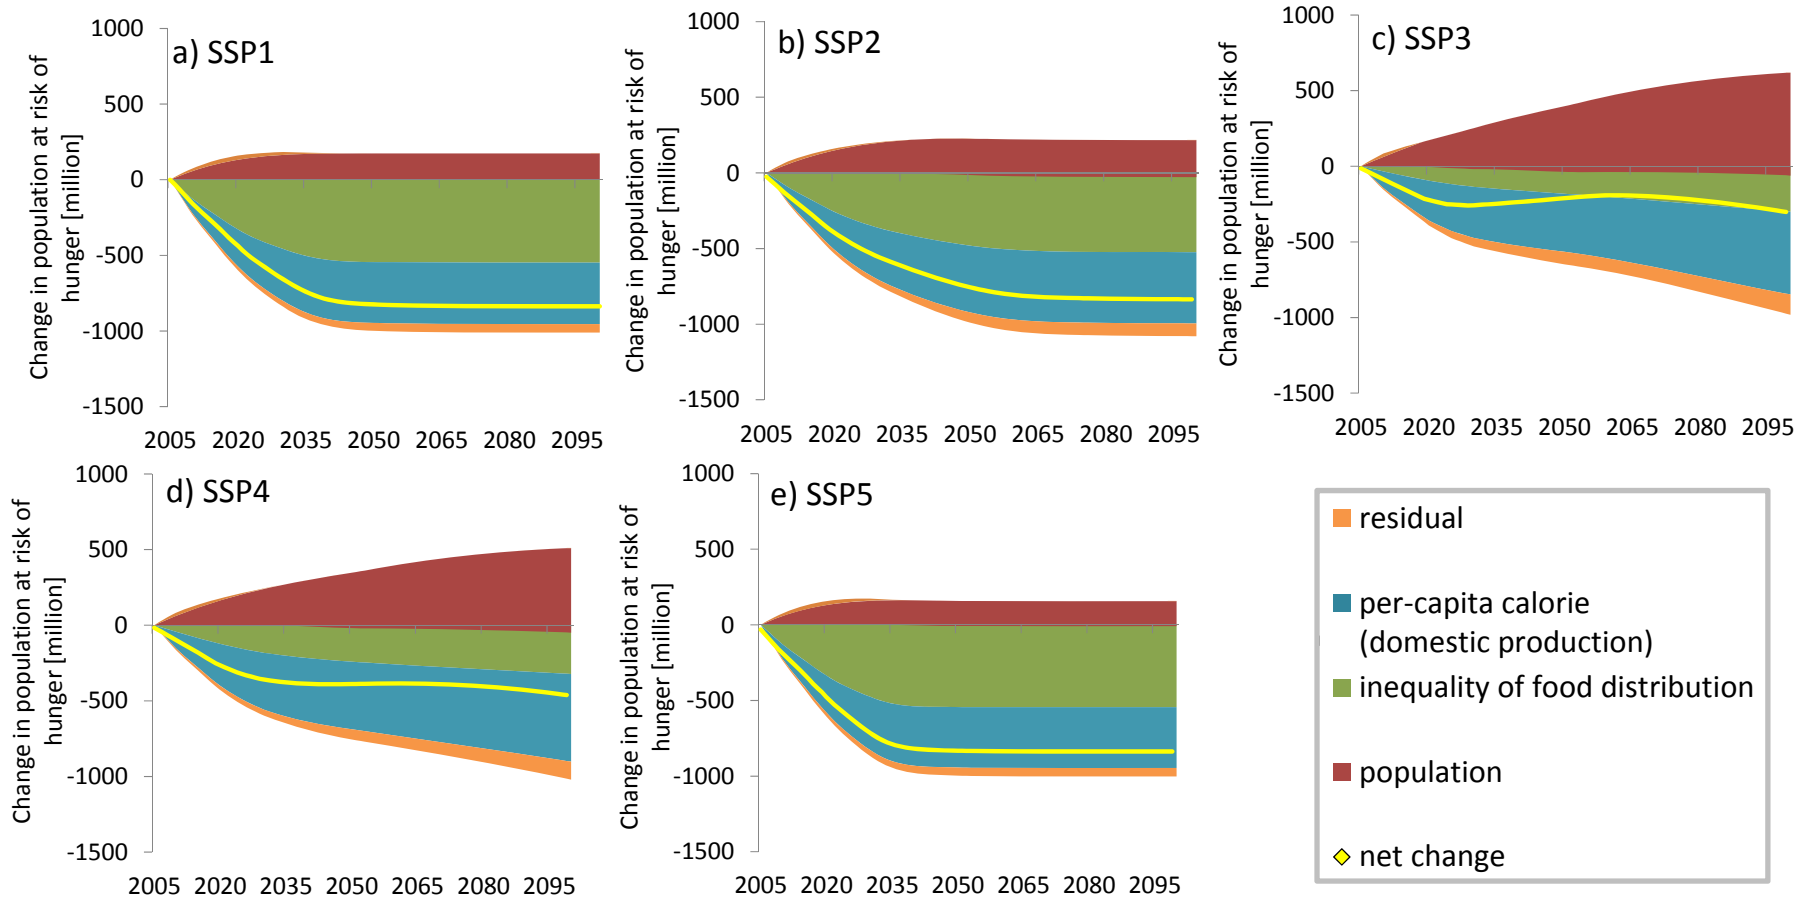 a) SSP1
Change in population at risk of
hunger [million]
1000
500
0
-500
-1000
-1500
2005 2020 2035 2050 2065 2080 2095
b) SSP2
Change in population at risk of
hunger [million]
1000
500
0
-500
-1000
-1500
2005 2020 2035 2050 2065 2080 2095
c) SSP3
Change in population at risk of
hunger [million]
1000
500
0
-500
-1000
-1500
2005 2020 2035 2050 2065 2080 2095
d) SSP4
Change in population at risk of
hunger [million]
1000
500
0
-500
-1000
-1500
2005 2020 2035 2050 2065 2080 2095
e) SSP5
Change in population at risk of
hunger [million]
1000
500
0
-500
-1000
-1500
2005 2020 2035 2050 2065 2080 2095
residual
per-capita calorie
(domestic production)
inequality of food distribution
population
net change